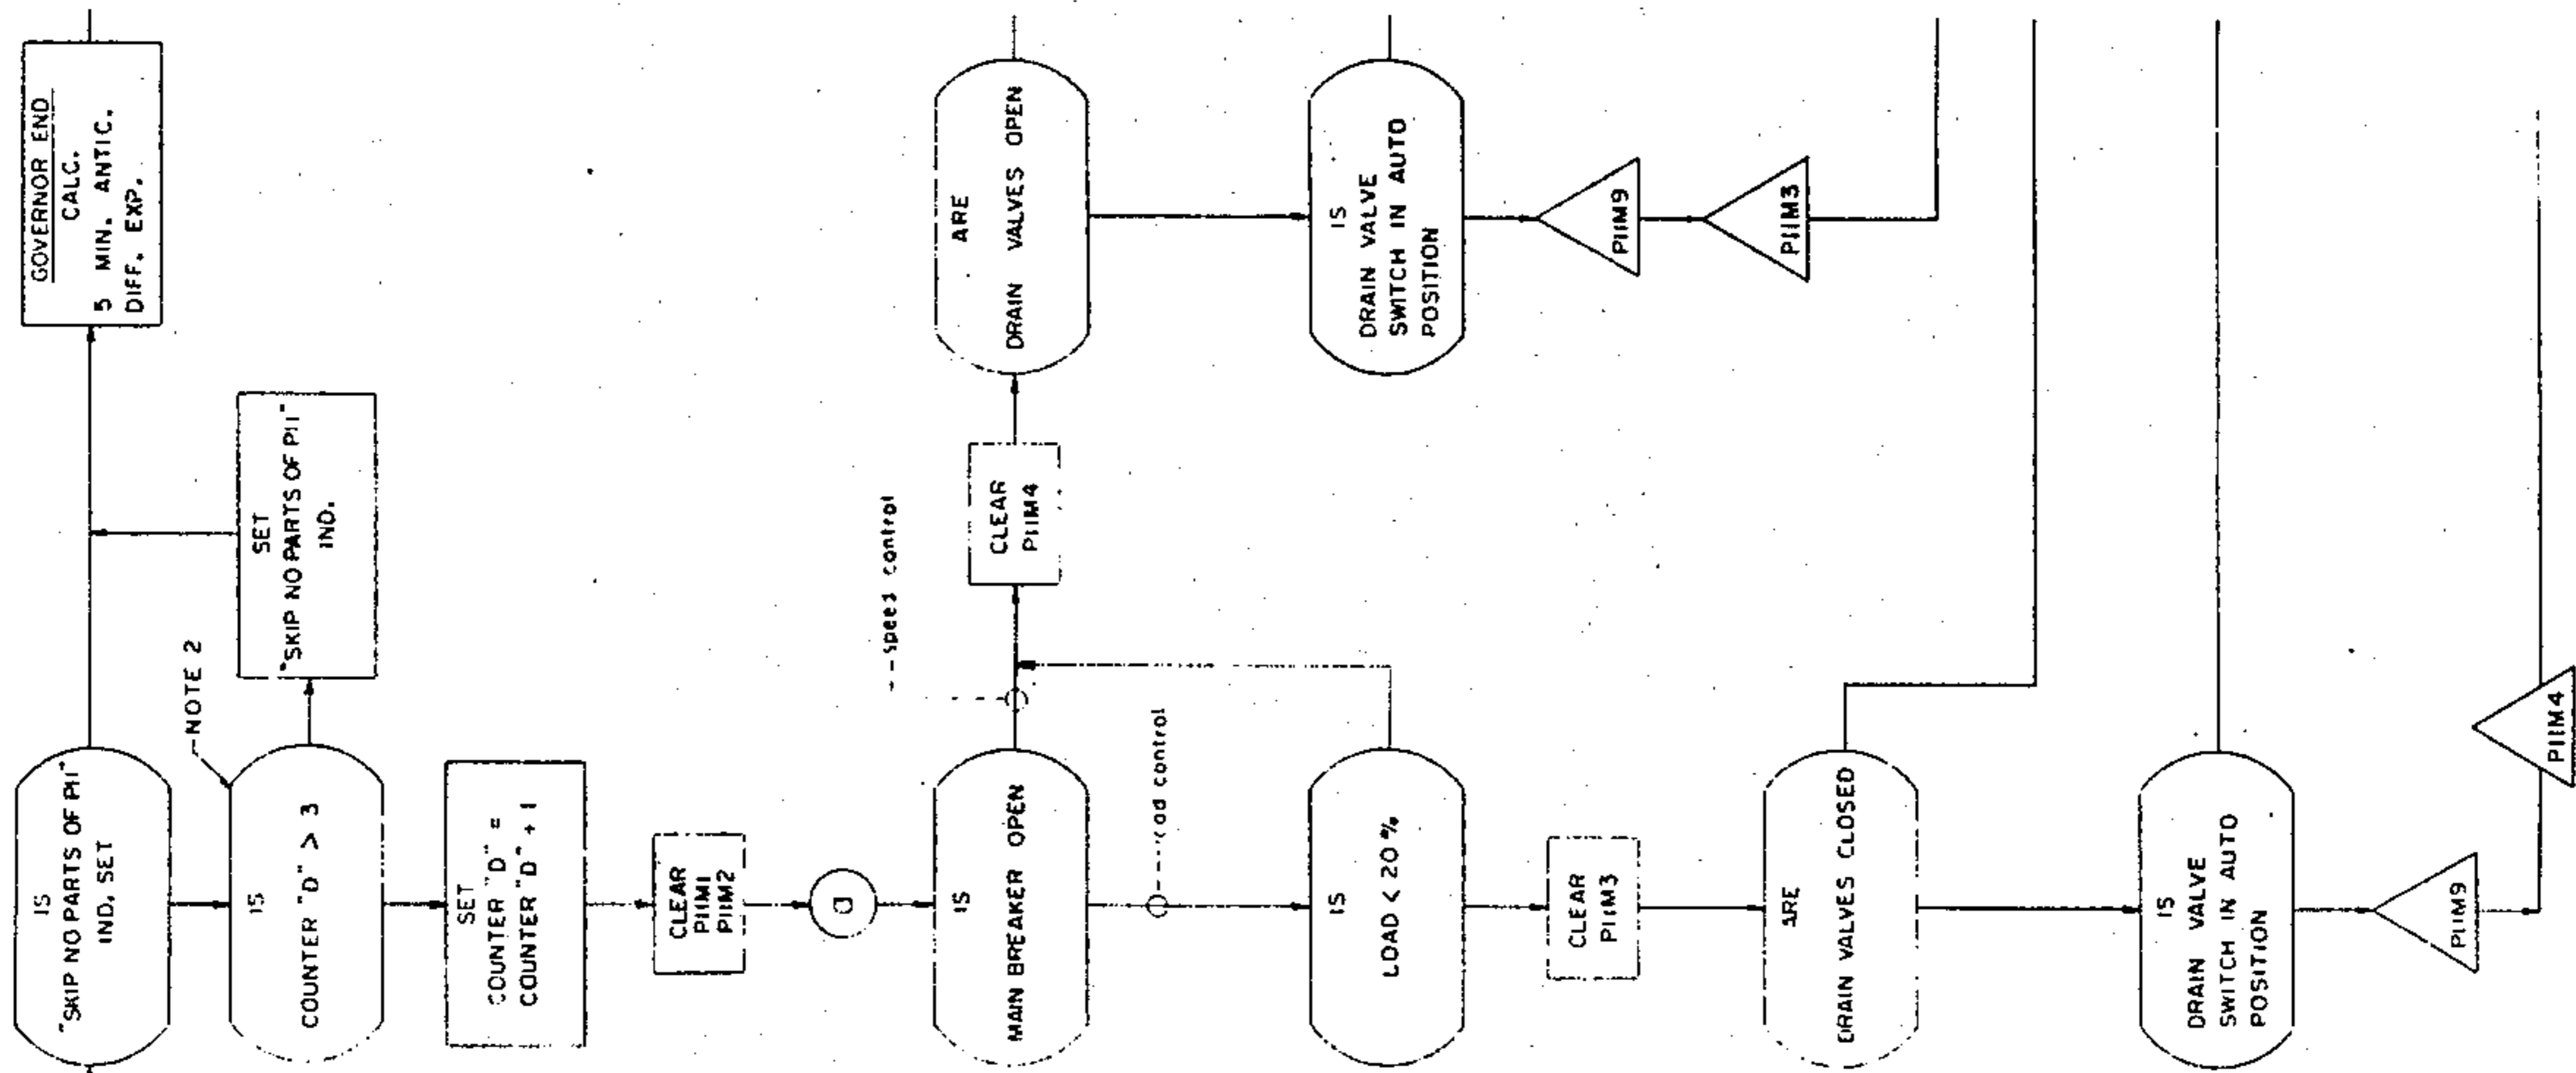 GOVERNOR END
CALC.
5 MIN. ANTIC.
DIFF. EXP.
SET
"SKIP NO PARTS OF P11"
IND.
IS
"SKIP NO PARTS OF P11"
IND. SET
NOTE 2
IS
COUNTER "D" > 3
SET
COUNTER "D" =
COUNTER "D" + 1
CLEAR
P11M1
P11M2
D
IS
MAIN BREAKER OPEN
speed control
CLEAR
P11M4
ARE
DRAIN VALVES OPEN
IS
DRAIN VALVE
SWITCH IN AUTO
POSITION
P11M9
P11M3
control
IS
LOAD < 20 %
CLEAR
P11M3
ARE
DRAIN VALVES CLOSED
IS
DRAIN VALVE
SWITCH IN AUTO
POSITION
P11M9
P11M4